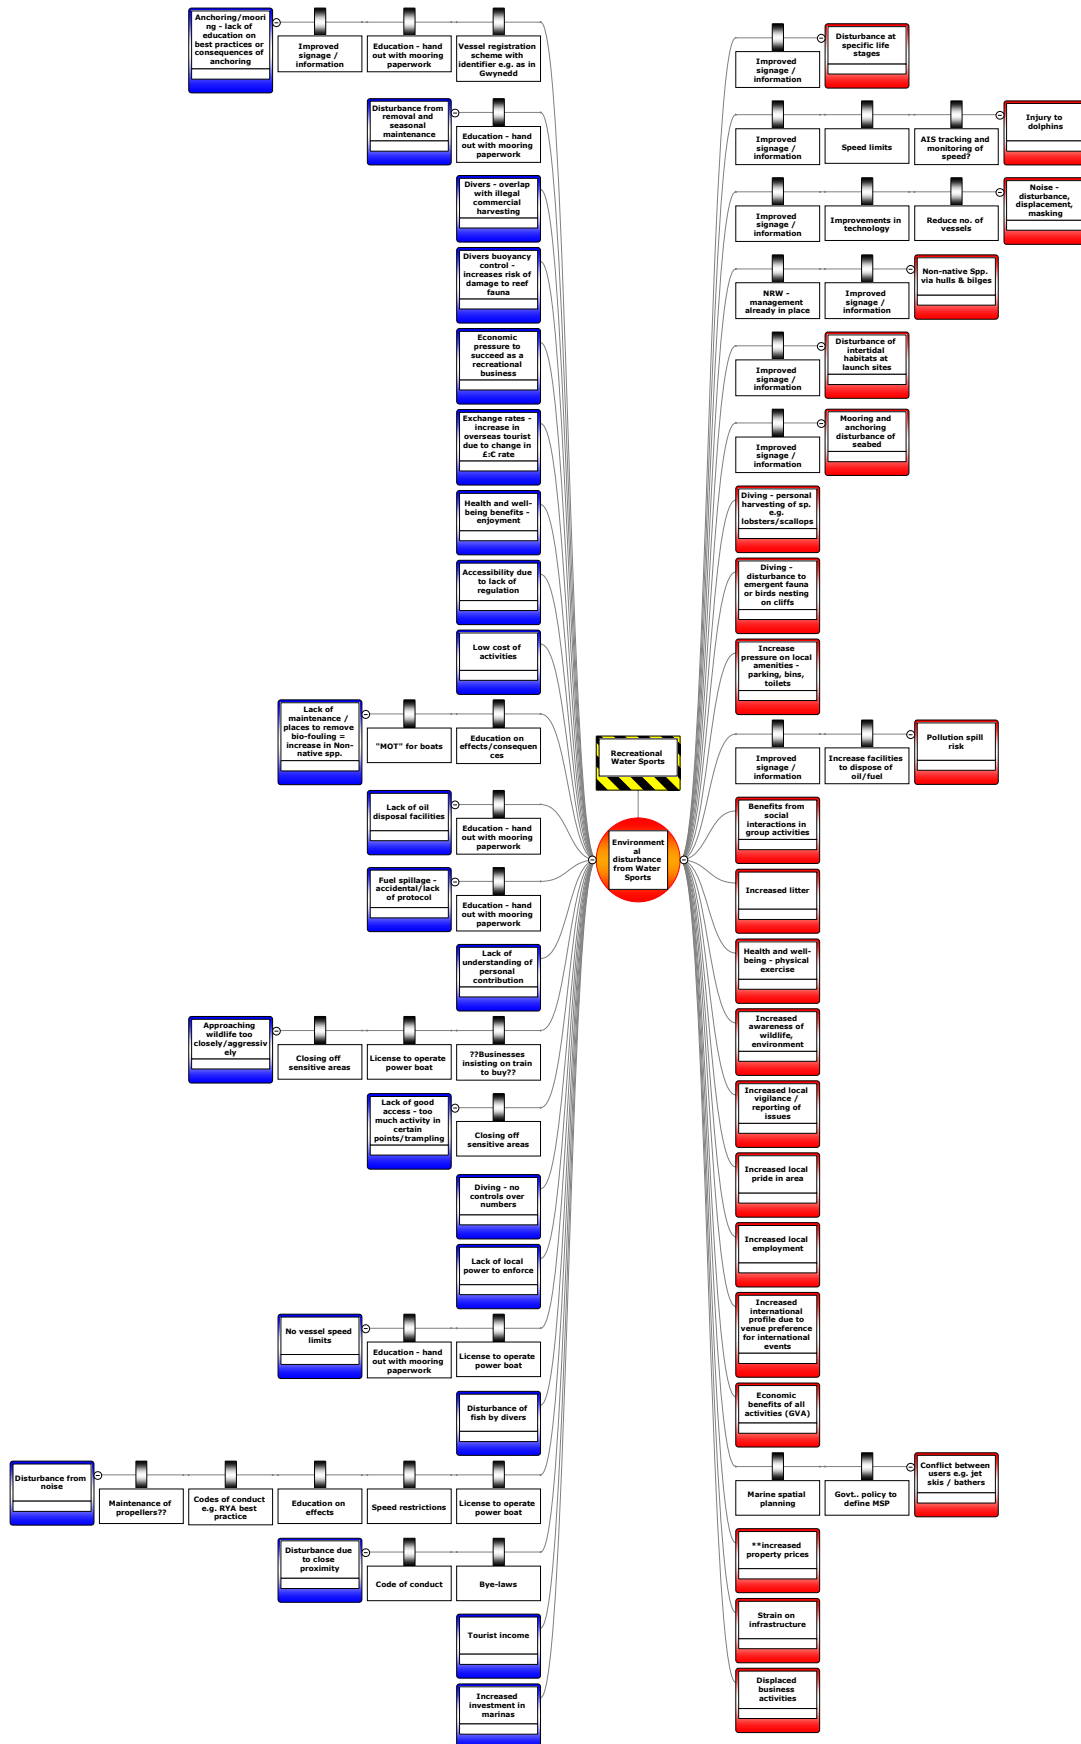 Anchoring/moori
ng - lack of
education on
best practices or
consequences of
anchoring
Improved
signage /
information
Education - hand
out with mooring
paperwork
Vessel registration
scheme with
identifier e.g. as in
Gwynedd
Disturbance from
removal and
seasonal
maintenance
Education - hand
out with mooring
paperwork
Divers - overlap
with illegal
commercial
harvesting
Divers buoyancy
control -
increases risk of
damage to reef
fauna
Economic
pressure to
succeed as a
recreational
business
Exchange rates -
increase in
overseas tourist
due to change in
£:€ rate
Health and well-
being benefits -
enjoyment
Accessibility due
to lack of
regulation
Low cost of
activities
Lack of
maintenance /
places to remove
bio-fouling =
increase in Non-
native spp.
"MOT" for boats
Education on
effects/consequen
ces
Lack of oil
disposal facilities
Education - hand
out with mooring
paperwork
Fuel spillage -
accidental/lack
of protocol
Education - hand
out with mooring
paperwork
Lack of
understanding of
personal
contribution
Approaching
wildlife too
closely/aggressiv
ely
Closing off
sensitive areas
License to operate
power boat
??Businesses
insisting on train
to buy??
Lack of good
access - too
much activity in
certain
points/trampling
Closing off
sensitive areas
Diving - no
controls over
numbers
Lack of local
power to enforce
No vessel speed
limits
Education - hand
out with mooring
paperwork
License to operate
power boat
Disturbance of
fish by divers
Disturbance from
noise
Maintenance of
propellers??
Codes of conduct
e.g. RYA best
practice
Education on
effects
Speed restrictions
License to operate
power boat
Disturbance due
to close
proximity
Code of conduct
Bye-laws
Tourist income
Increased
investment in
marinas
Recreational
Water Sports
Environment
al
disturbance
from Water
Sports
Improved
signage /
information
Disturbance at
specific life
stages
Improved
signage /
information
Speed limits
AIS tracking and
monitoring of
speed?
Injury to
dolphins
Improved
signage /
information
Improvements in
technology
Reduce no. of
vessels
Noise -
disturbance,
displacement,
masking
NRW -
management
already in place
Improved
signage /
information
Non-native Spp.
via hulls & bilges
Improved
signage /
information
Disturbance of
intertidal
habitats at
launch sites
Improved
signage /
information
Mooring and
anchoring
disturbance of
seabed
Diving - personal
harvesting of sp.
e.g.
lobsters/scallops
Diving -
disturbance to
emergent fauna
or birds nesting
on cliffs
Increase
pressure on local
amenities -
parking, bins,
toilets
Improved
signage /
information
Increase facilities
to dispose of
oil/fuel
Pollution spill
risk
Benefits from
social
interactions in
group activities
Increased litter
Health and well-
being - physical
exercise
Increased
awareness of
wildlife,
environment
Increased local
vigilance /
reporting of
issues
Increased local
pride in area
Increased local
employment
Increased
international
profile due to
venue preference
for international
events
Economic
benefits of all
activities (GVA)
Marine spatial
planning
Govt.. policy to
define MSP
Conflict between
users e.g. jet
skis / bathers
**increased
property prices
Strain on
infrastructure
Displaced
business
activities